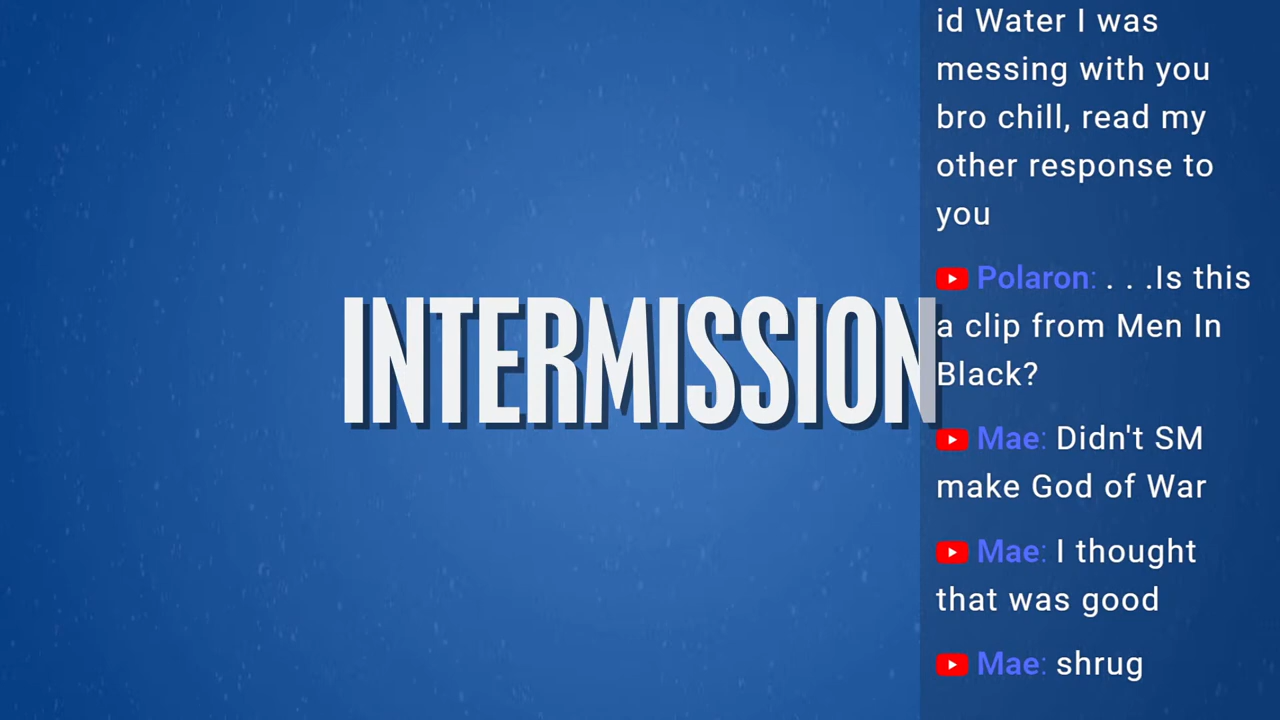 INTERMISSION
id Water I was
messing with you
bro chill, read my
other response to
you
Polaron: . . .Is this
a clip from Men In
Black?
Mae: Didn't SM
make God of War
Mae: I thought
that was good
Mae: shrug